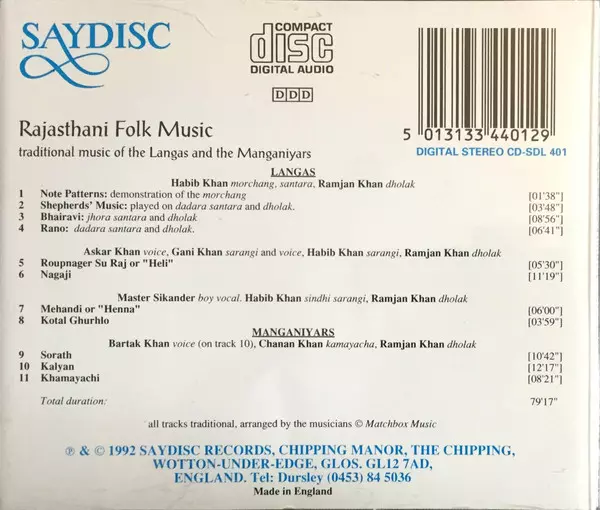 SAYDISC
COMPACT
disc
DIGITAL AUDIO
DDD
5 013133 440129
DIGITAL STEREO CD-SDL 401
Rajasthani Folk Music
traditional music of the Langas and the Manganiyars
LANGAS
Habib Khan morchang, santara, Ramjan Khan dholak
1 Note Patterns: demonstration of the morchang [01'38"]
2 Shepherds' Music: played on dadara santara and dholak. [03'48"]
3 Bhairavi: jhora santara and dholak [08'56"]
4 Rano: dadara santara and dholak. [06'41"]
Askar Khan voice, Gani Khan sarangi and voice, Habib Khan sarangi, Ramjan Khan dholak
5 Roupnager Su Raj or "Heli" [05'30"]
6 Nagaji [11'19"]
Master Sikander boy vocal. Habib Khan sindhi sarangi, Ramjan Khan dholak
7 Mehandi or "Henna" [06'00"]
8 Kotal Ghurhlo [03'59"]
MANGANIYARS
Bartak Khan voice (on track 10), Chanan Khan kamayacha, Ramjan Khan dholak
9 Sorath [10'42"]
10 Kalyan [12'17"]
11 Khamayachi [08'21"]
Total duration: 79'17"
all tracks traditional, arranged by the musicians © Matchbox Music
℗ & © 1992 SAYDISC RECORDS, CHIPPING MANOR, THE CHIPPING,
WOTTON-UNDER-EDGE, GLOS. GL12 7AD,
ENGLAND. Tel: Dursley (0453) 84 5036
Made in England